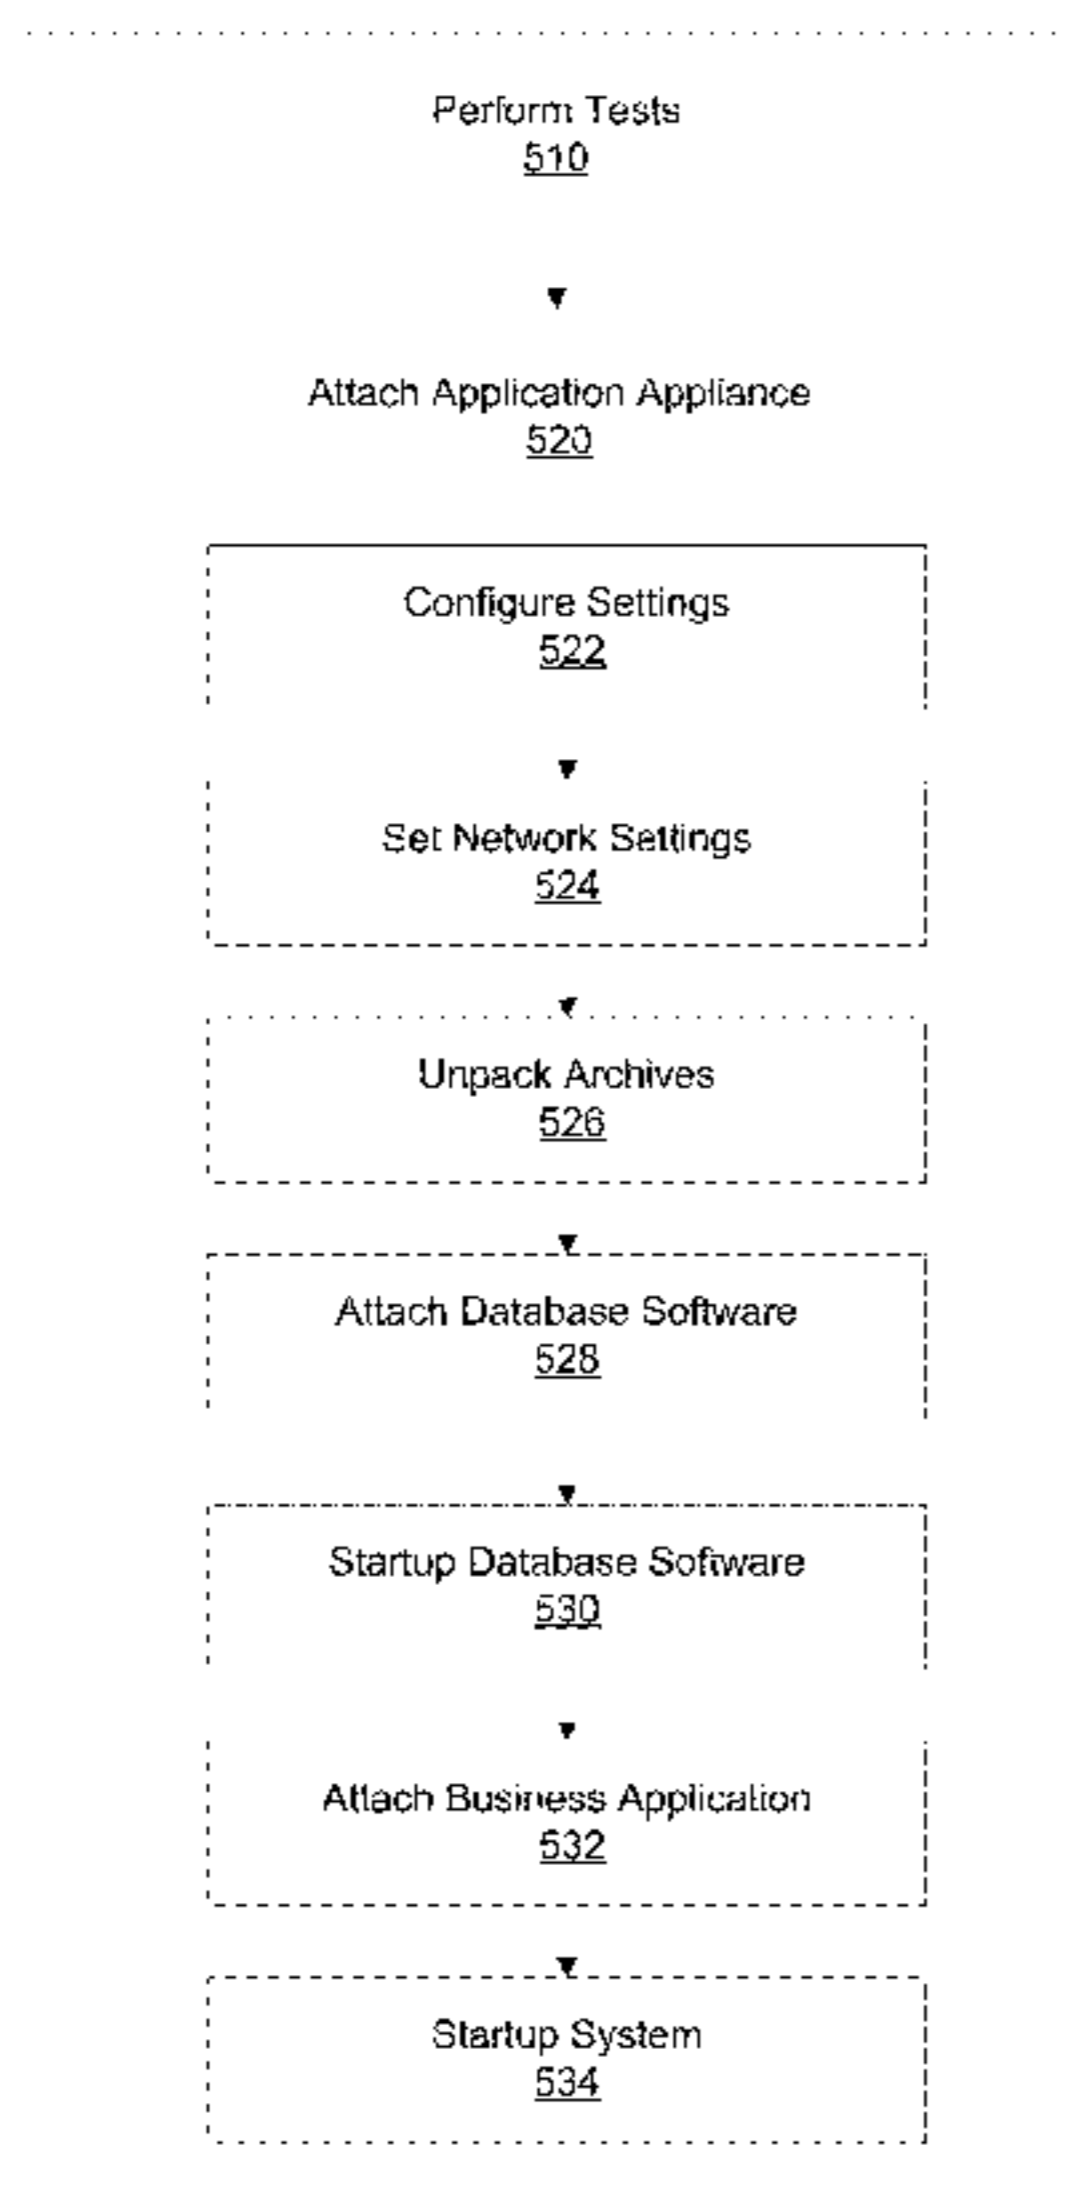 Perform Tests
510
Attach Application Appliance
520
Configure Settings
522
Set Network Settings
524
Unpack Archives
526
Attach Database Software
528
Startup Database Software
530
Attach Business Application
532
Startup System
534